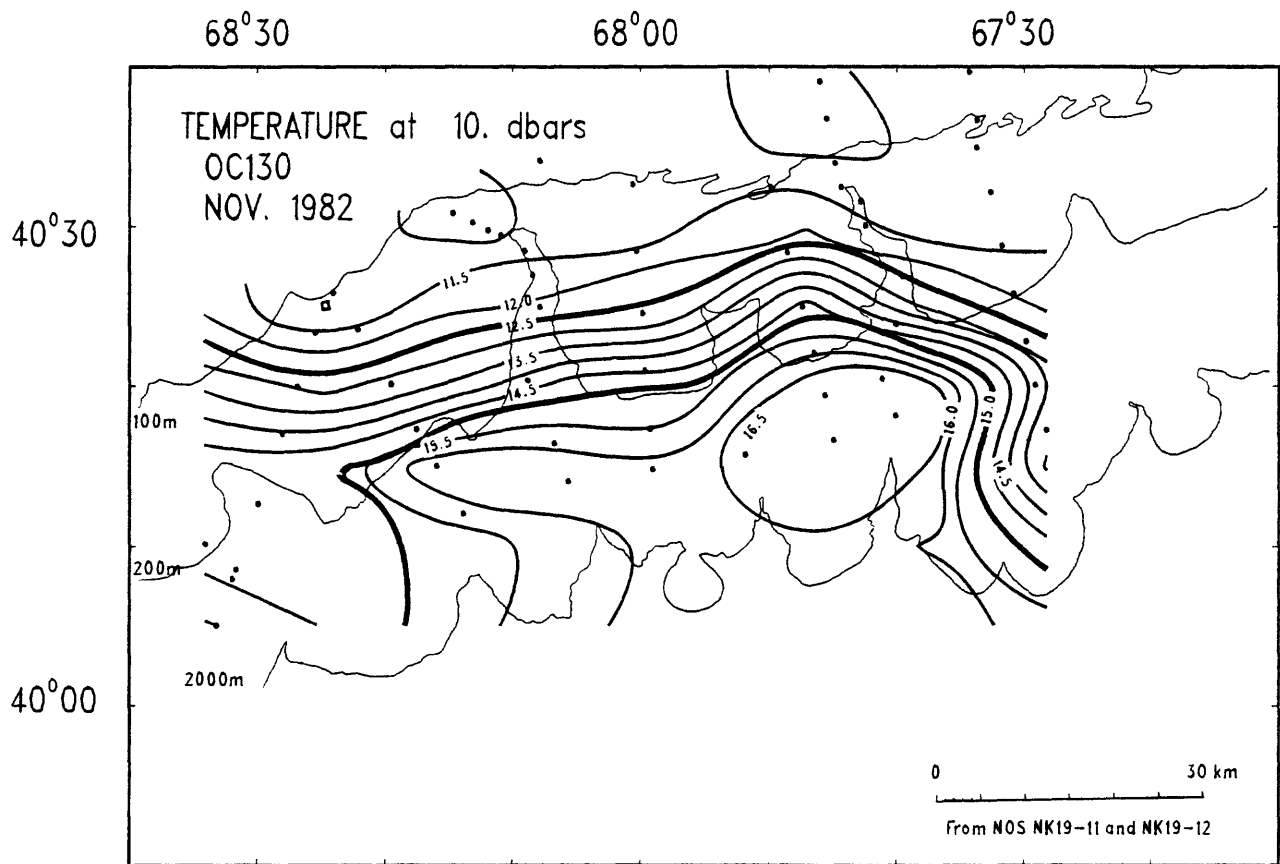 68°30 68°00 67°30
TEMPERATURE at 10. dbars
OC130
NOV. 1982
40°30
11.5
12.0
12.5
13.5
14.5
15.5
16.5
16.0
15.0
14.5
100m
200m
2000m
40°00
0 30 km
From NOS NK19-11 and NK19-12